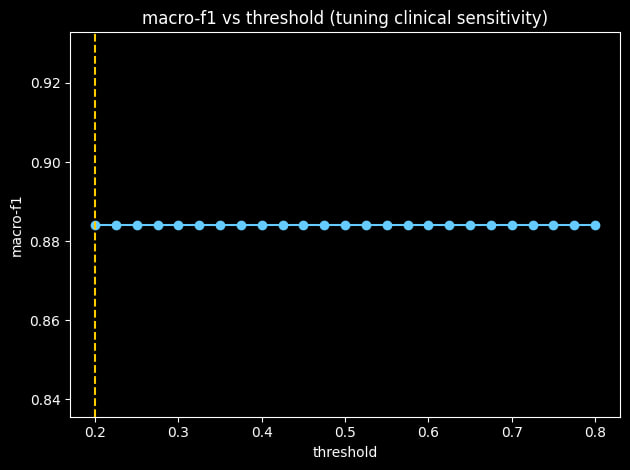 macro-f1 vs threshold (tuning clinical sensitivity)
macro-f1
0.92
0.90
0.88
0.86
0.84
0.2 0.3 0.4 0.5 0.6 0.7 0.8
threshold